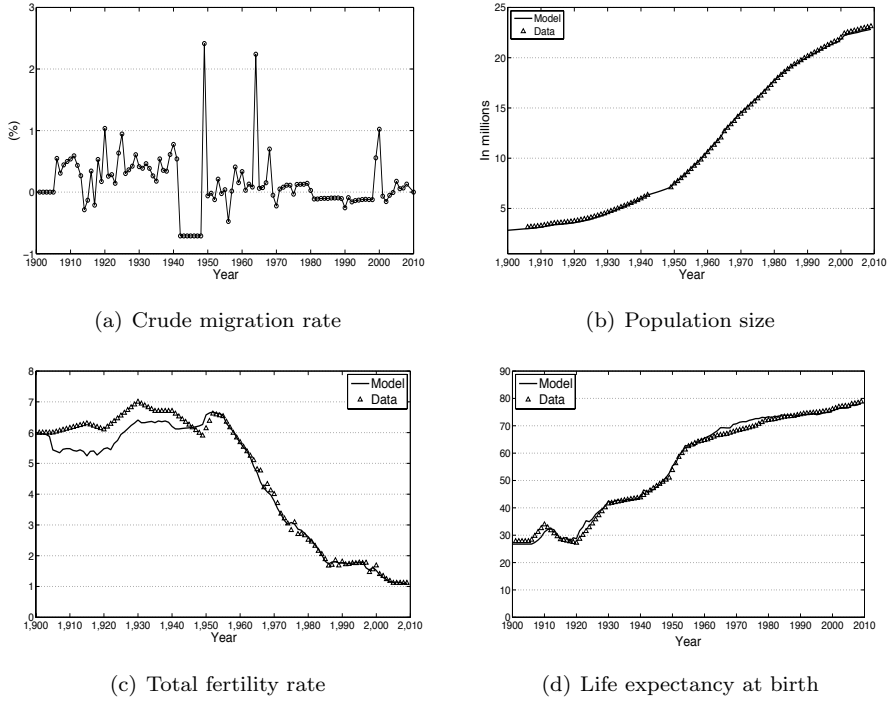 3
2
1
0
−1
(%)
1900 1910 1920 1930 1940 1950 1960 1970 1980 1990 2000 2010
Year
(a) Crude migration rate
25
20
15
10
5
In millions
Model
Data
1,900 1,910 1,920 1,930 1,940 1,950 1,960 1,970 1,980 1,990 2,000 2,010
Year
(b) Population size
8
7
6
5
4
3
2
1
0
Model
Data
1,900 1,910 1,920 1,930 1,940 1,950 1,960 1,970 1,980 1,990 2,000 2,010
Year
(c) Total fertility rate
90
80
70
60
50
40
30
20
10
0
Model
Data
1900 1910 1920 1930 1940 1950 1960 1970 1980 1990 2000 2010
Year
(d) Life expectancy at birth